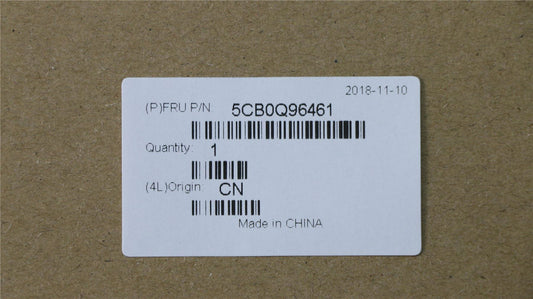 2018-11-10
(P)FRU P/N: 5CB0Q96461
Quantity: 1
(4L)Origin: CN
Made in CHINA